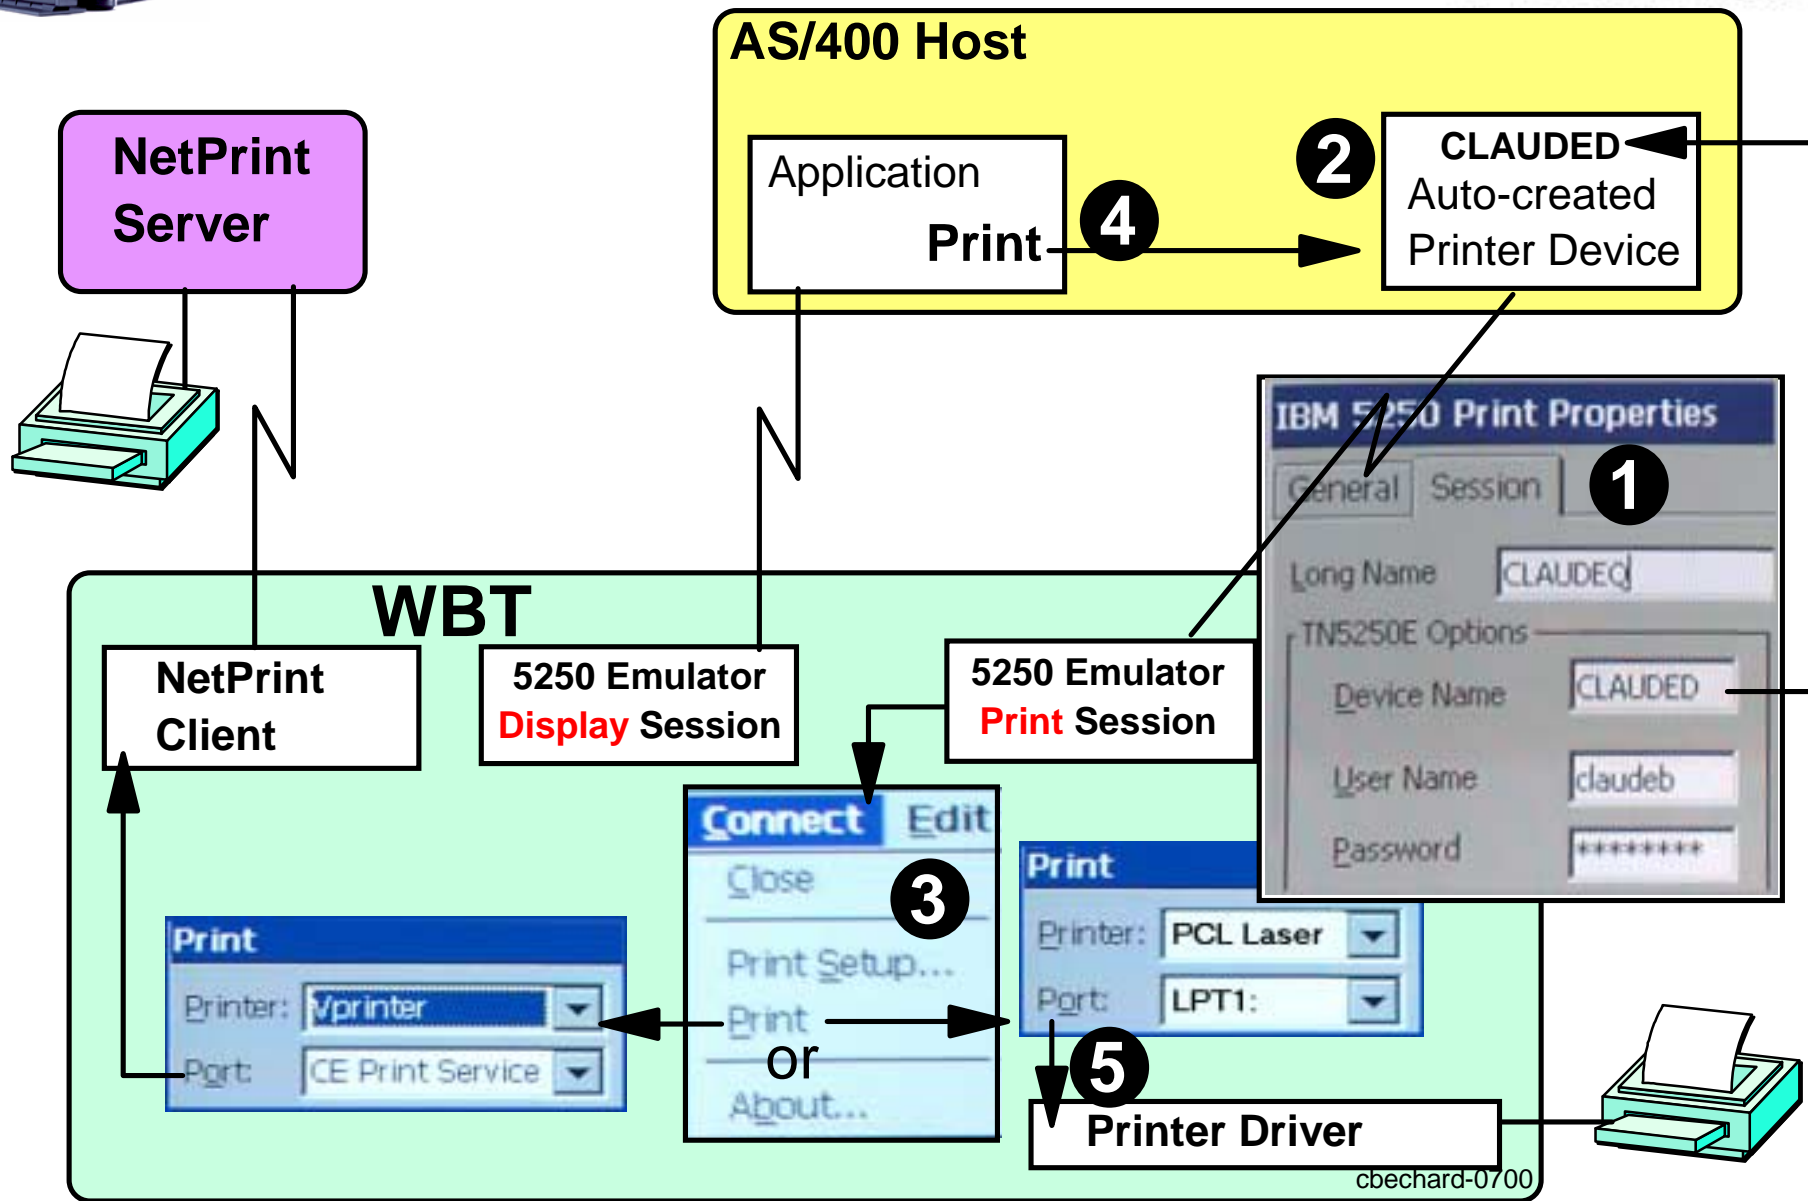 AS/400 Host
NetPrint
Server
Application
Print
4
2
CLAUDED
Auto-created
Printer Device
IBM 5250 Print Properties
General
Session
1
Long Name
CLAUDEQ
TN5250E Options
Device Name
CLAUDED
User Name
claudeb
Password
********
WBT
NetPrint
Client
5250 Emulator
Display Session
5250 Emulator
Print Session
Connect Edit
Close
3
Print Setup...
Print
or
About...
Print
Printer: Vprinter
Port: CE Print Service
Print
Printer: PCL Laser
Port: LPT1:
5
Printer Driver
cbechard-0700